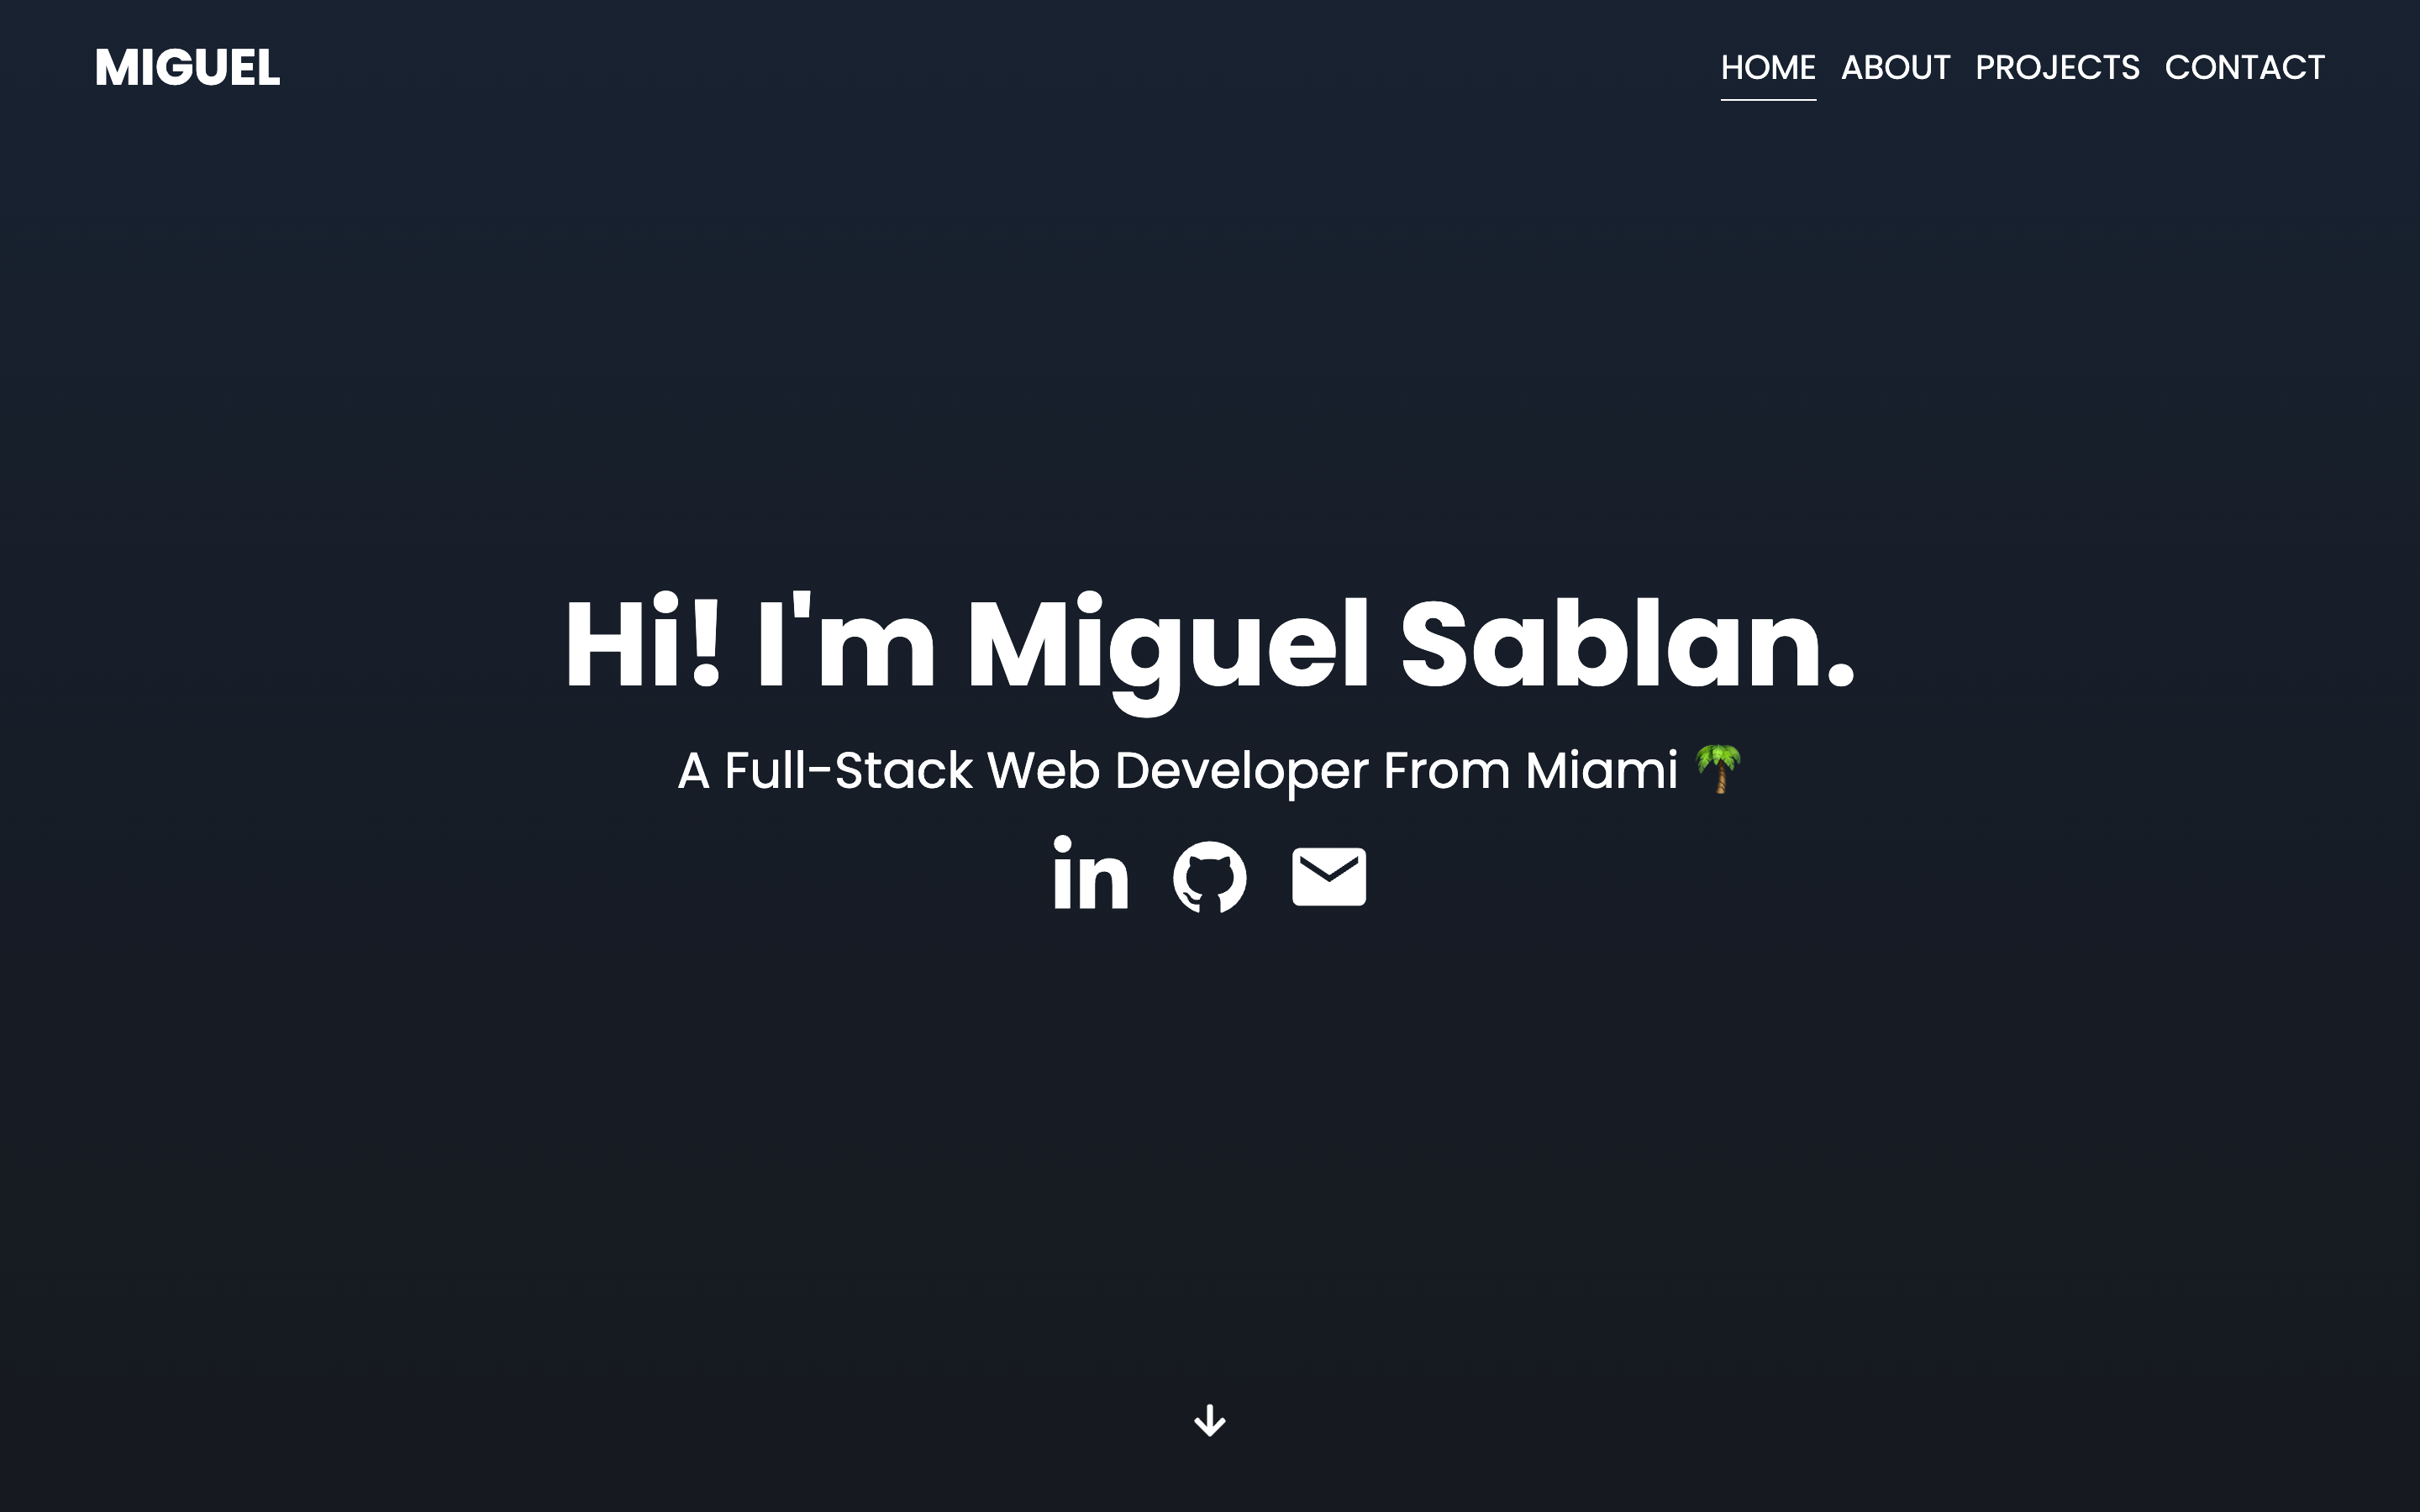 MIGUEL
HOME ABOUT PROJECTS CONTACT
Hi! I'm Miguel Sablan.
A Full-Stack Web Developer From Miami 🌴
in